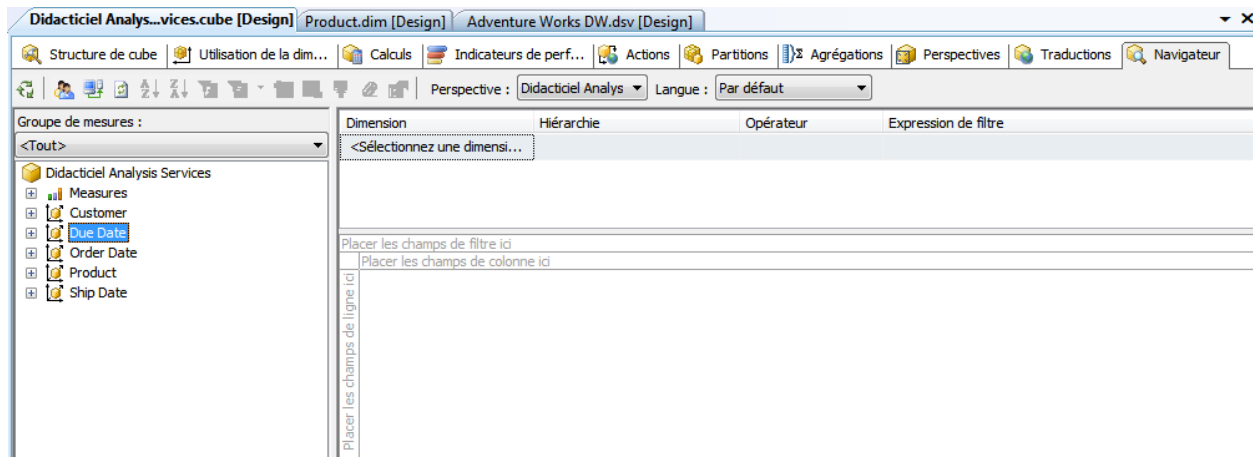 Didacticiel Analys...vices.cube [Design] Product.dim [Design] Adventure Works DW.dsv [Design]
Structure de cube Utilisation de la dim... Calculs Indicateurs de perf... Actions Partitions Agrégations Perspectives Traductions Navigateur
Perspective : Didacticiel Analys Langue : Par défaut
Groupe de mesures :
<Tout>
Didacticiel Analysis Services
Measures
Customer
Due Date
Order Date
Product
Ship Date
Dimension Hiérarchie Opérateur Expression de filtre
<Sélectionnez une dimensi...
Placer les champs de filtre ici
Placer les champs de colonne ici
Placer les champs de ligne ici